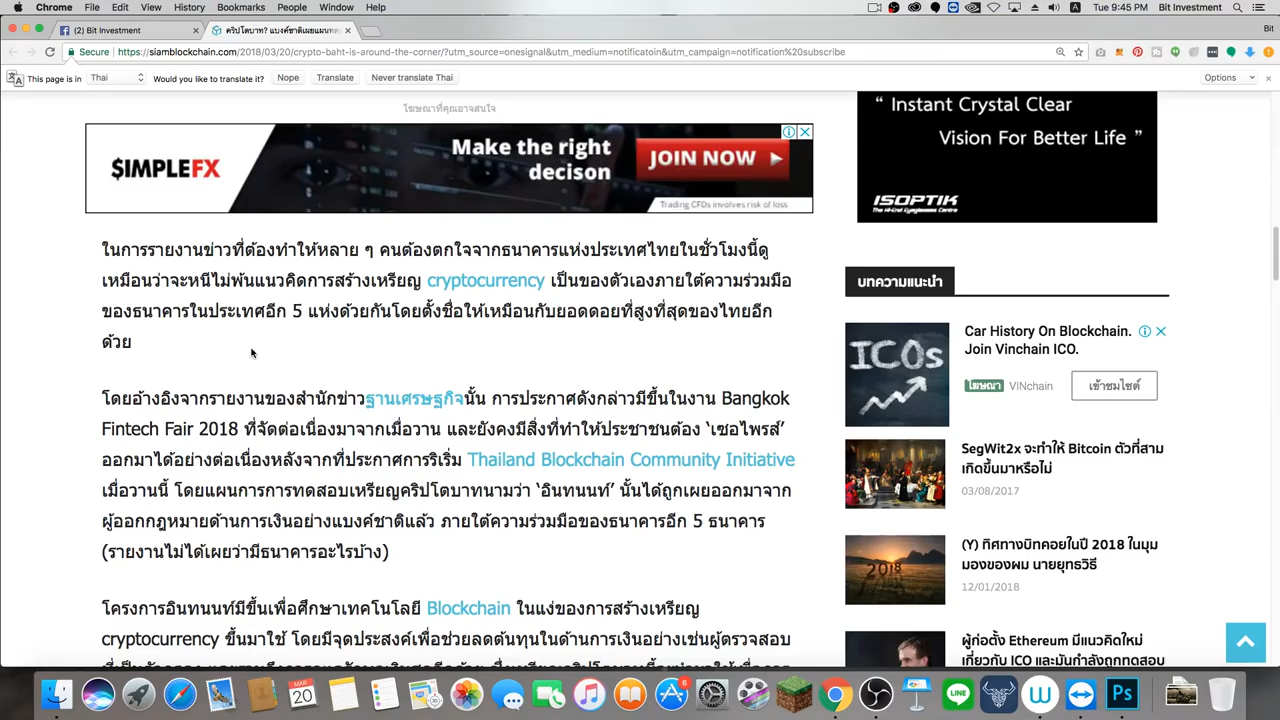 Chrome File Edit View History Bookmarks People Window Help
Tue 9:45 PM Bit Investment
(2) Bit Investment
Bit
Secure https://siamblockchain.com/2018/03/20/crypto-baht-is-around-the-corner/?utm_source=onesignal&utm_medium=notificatoin&utm_campaign=notification%20subscribe
This page is in Thai Would you like to translate it? Nope Translate Never translate Thai Options
โฆษณาที่คุณอาจสนใจ
$IMPLEFX
Make the right
decison
JOIN NOW
Trading CFDs involves risk of loss
ในการรายงานข่าวที่ต้องทำให้หลาย ๆ คนต้องตกใจจากธนาคารแห่งประเทศไทยในชั่วโมงนี้ดู
เหมือนว่าจะหนีไม่พ้นแนวคิดการสร้างเหรียญ cryptocurrency เป็นของตัวเองภายใต้ความร่วมมือ
ของธนาคารในประเทศอีก 5 แห่งด้วยกันโดยตั้งชื่อให้เหมือนกับยอดดอยที่สูงที่สุดของไทยอีก
ด้วย
โดยอ้างอิงจากรายงานของสำนักข่าวฐานเศรษฐกิจนั้น การประกาศดังกล่าวมีขึ้นในงาน Bangkok
Fintech Fair 2018 ที่จัดต่อเนื่องมาจากเมื่อวาน และยังคงมีสิ่งที่ทำให้ประชาชนต้อง ‘เซอไพรส์’
ออกมาได้อย่างต่อเนื่องหลังจากที่ประกาศการริเริ่ม Thailand Blockchain Community Initiative
เมื่อวานนี้ โดยแผนการการทดสอบเหรียญคริปโตบาทนามว่า ‘อินทนนท์’ นั้นได้ถูกเผยออกมาจาก
ผู้ออกกฎหมายด้านการเงินอย่างแบงค์ชาติแล้ว ภายใต้ความร่วมมือของธนาคารอีก 5 ธนาคาร
(รายงานไม่ได้เผยว่ามีธนาคารอะไรบ้าง)
โครงการอินทนนท์มีขึ้นเพื่อศึกษาเทคโนโลยี Blockchain ในแง่ของการสร้างเหรียญ
cryptocurrency ขึ้นมาใช้ โดยมีจุดประสงค์เพื่อช่วยลดต้นทุนในด้านการเงินอย่างเช่นผู้ตรวจสอบ
“ Instant Crystal Clear
Vision For Better Life ”
ISOPTIK
The Hi-End Eyeglasses Centre
บทความแนะนำ
ICOs
Car History On Blockchain.
Join Vinchain ICO.
โฆษณา VINchain เข้าชมไซต์
SegWit2x จะทำให้ Bitcoin ตัวที่สาม
เกิดขึ้นมาหรือไม่
03/08/2017
2018
(Y) ทิศทางบิทคอยในปี 2018 ในมุม
มองของผม นายยุทธวิธี
12/01/2018
ผู้ก่อตั้ง Ethereum มีแนวคิดใหม่
เกี่ยวกับ ICO และมันกำลังถูกทดสอบ
MAR
20
6
LINE
W
Ps